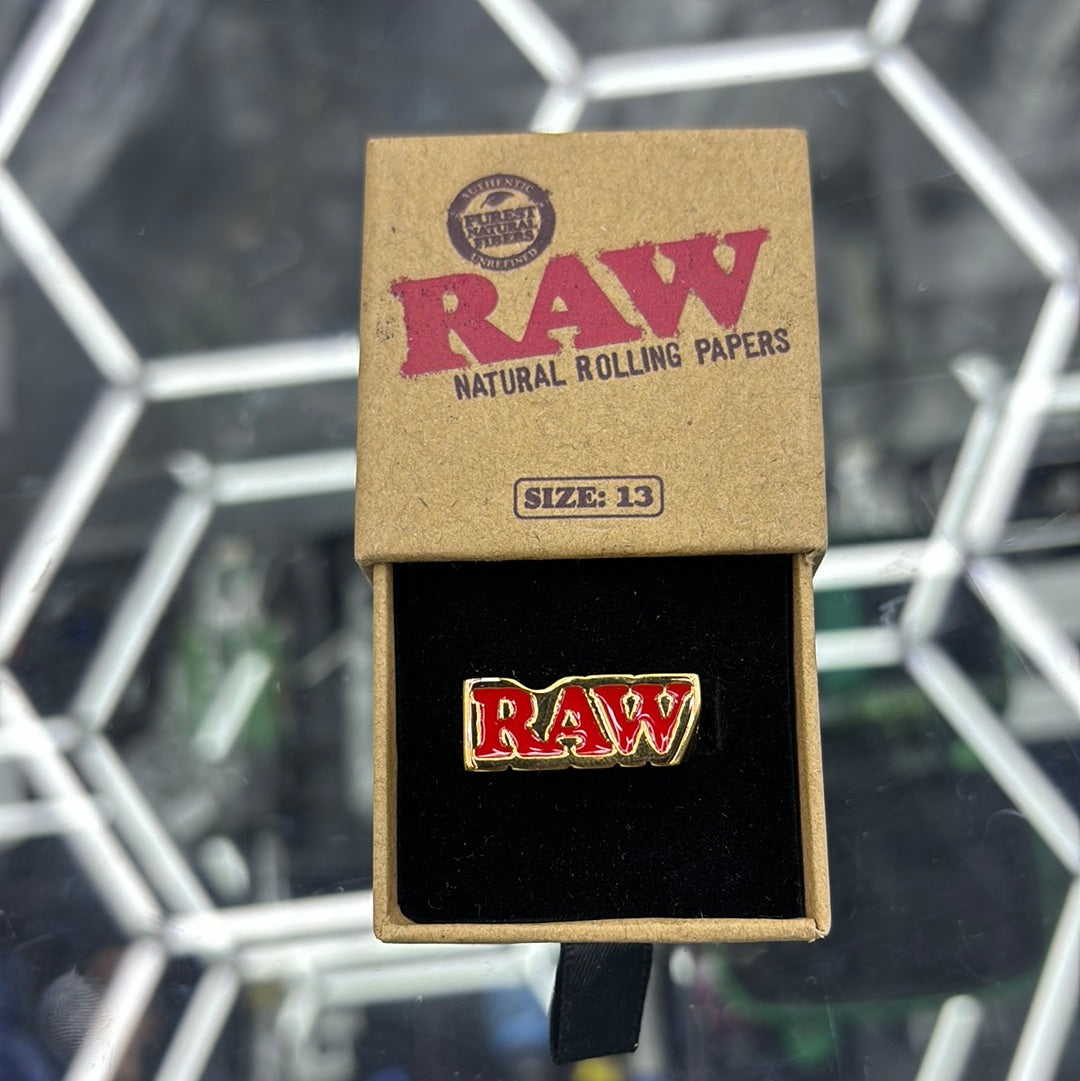 AUTHENTIC
PUREST
NATURAL
FIBERS
UNREFINED
RAW
NATURAL ROLLING PAPERS
SIZE: 13
RAW